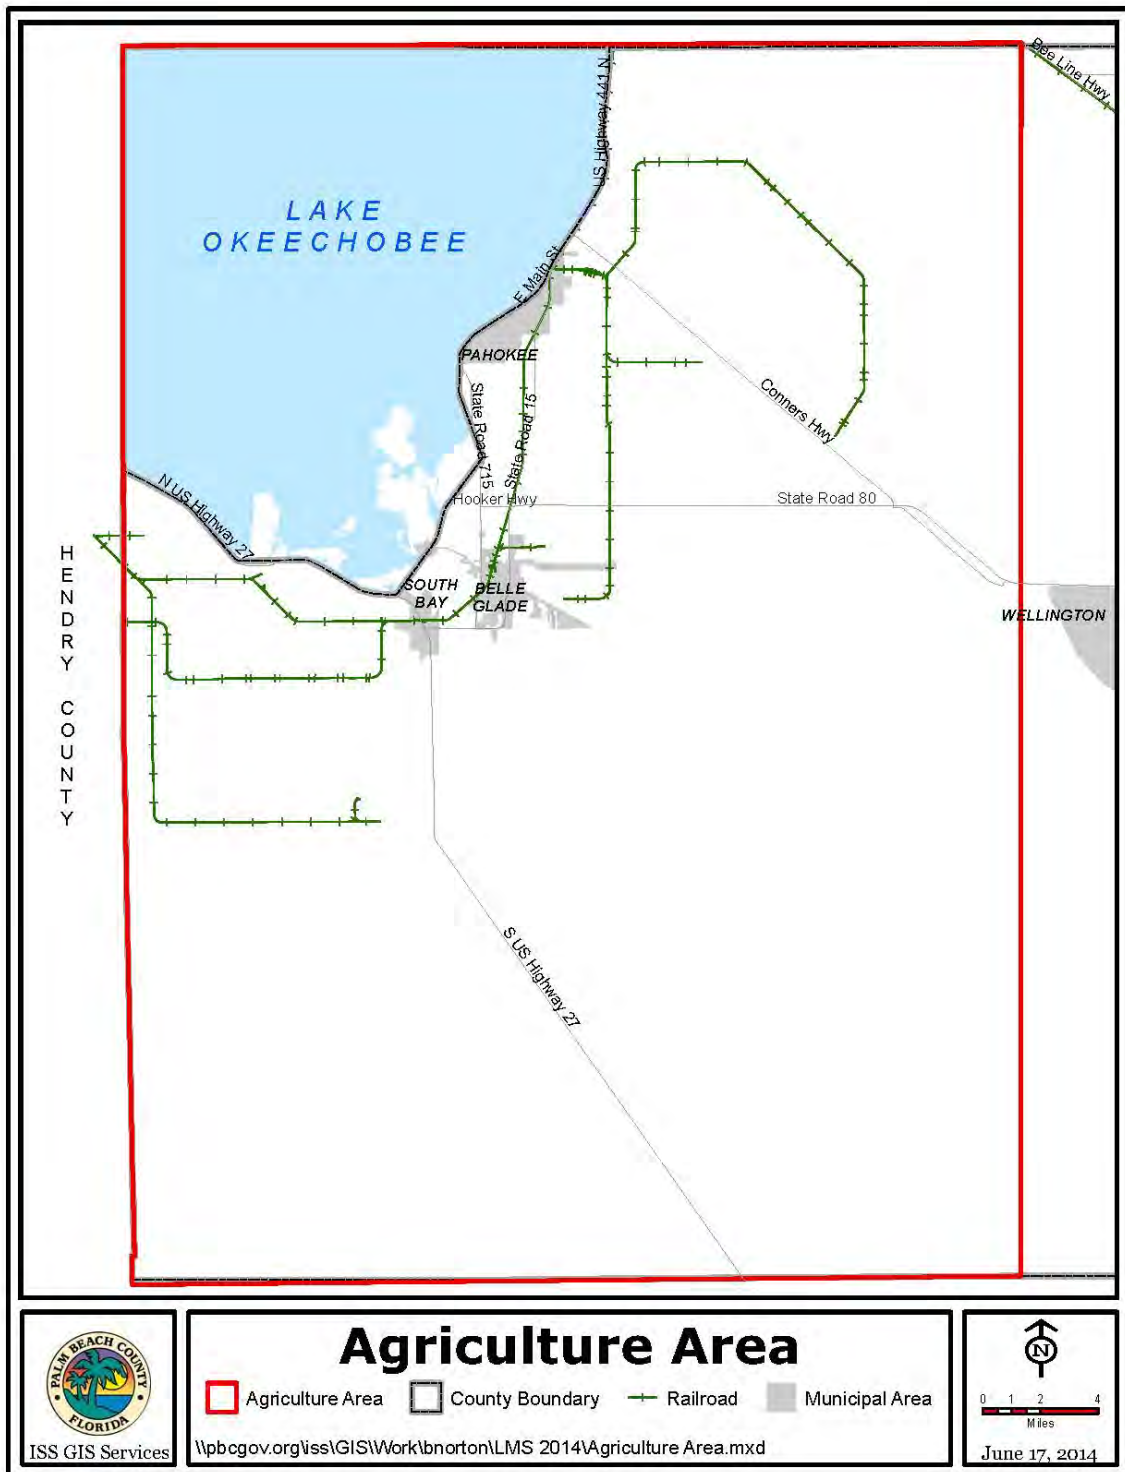 Bee Line Hwy
US Highway 441 N
LAKE
OKEECHOBEE
E Main St
PAHOKEE
State Road 715
State Road 15
Conners Hwy
Hooker Hwy
State Road 80
N US Highway 27
HENDRY COUNTY
SOUTH
BAY
BELLE
GLADE
WELLINGTON
S US Highway 27
PALM BEACH COUNTY
FLORIDA
ISS GIS Services
Agriculture Area
Agriculture Area
County Boundary
Railroad
Municipal Area
\\pbcgov.org\iss\GIS\Work\bnorton\LMS 2014\Agriculture Area.mxd
N
0 1 2 4
Miles
June 17, 2014